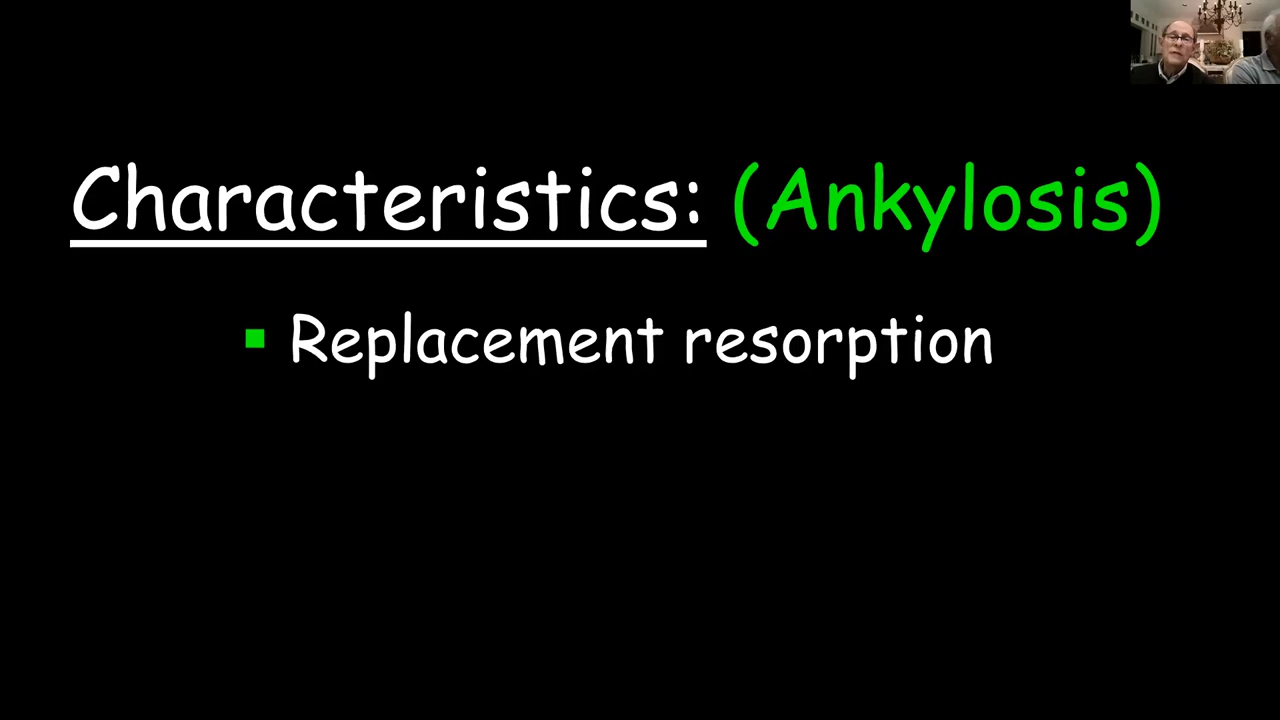 Characteristics: (Ankylosis)
▪ Replacement resorption